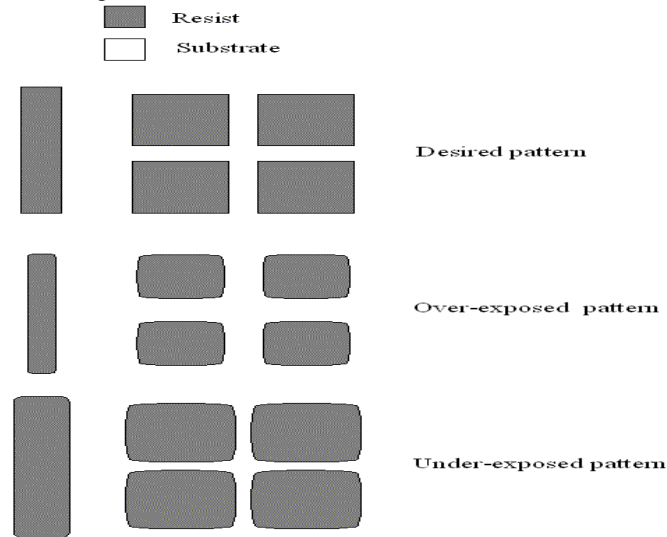 Resist
Substrate
Desired pattern
Over-exposed pattern
Under-exposed pattern